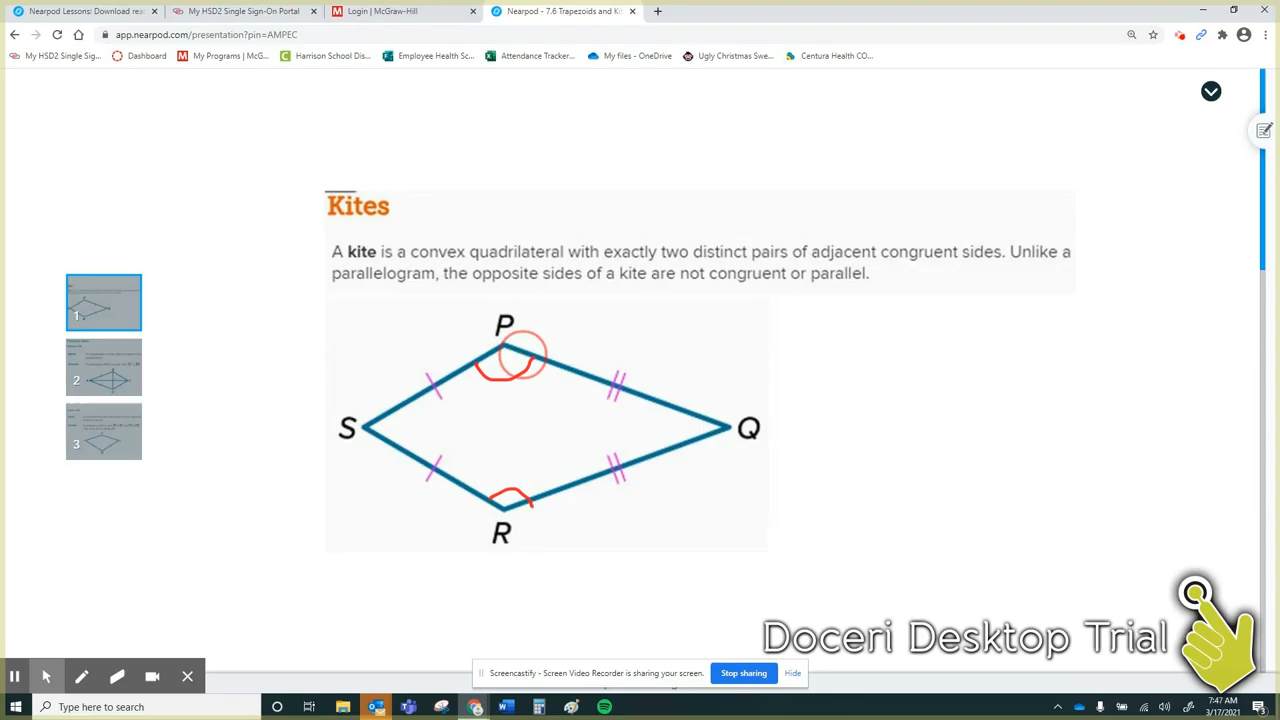 Nearpod Lessons: Download rea
My HSD2 Single Sign-On Portal
Login | McGraw-Hill
Nearpod - 7.6 Trapezoids and Kit
app.nearpod.com/presentation?pin=AMPEC
My HSD2 Single Sig...
Dashboard
My Programs | McG...
Harrison School Dis...
Employee Health Sc...
Attendance Tracker...
My files - OneDrive
Ugly Christmas Swe...
Centura Health CO...
Kites
A kite is a convex quadrilateral with exactly two distinct pairs of adjacent congruent sides. Unlike a
parallelogram, the opposite sides of a kite are not congruent or parallel.
1
2
3
P
S
Q
R
Doceri Desktop Trial
Screencastify - Screen Video Recorder is sharing your screen.
Stop sharing
Hide
Type here to search
7:47 AM
3/17/2021